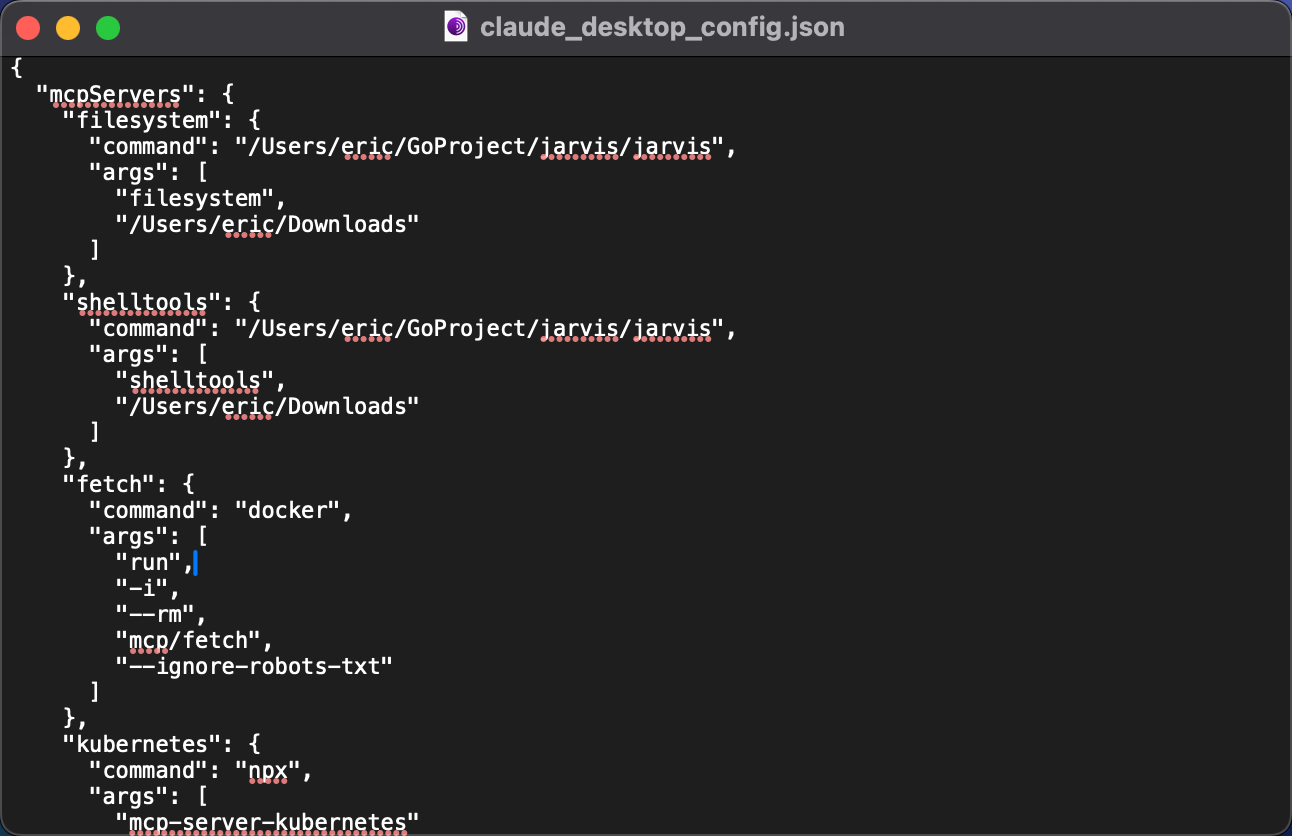 claude_desktop_config.json
{
  "mcpServers": {
    "filesystem": {
      "command": "/Users/eric/GoProject/jarvis/jarvis",
      "args": [
        "filesystem",
        "/Users/eric/Downloads"
      ]
    },
    "shelltools": {
      "command": "/Users/eric/GoProject/jarvis/jarvis",
      "args": [
        "shelltools",
        "/Users/eric/Downloads"
      ]
    },
    "fetch": {
      "command": "docker",
      "args": [
        "run",
        "-i",
        "--rm",
        "mcp/fetch",
        "--ignore-robots-txt"
      ]
    },
    "kubernetes": {
      "command": "npx",
      "args": [
        "mcp-server-kubernetes"